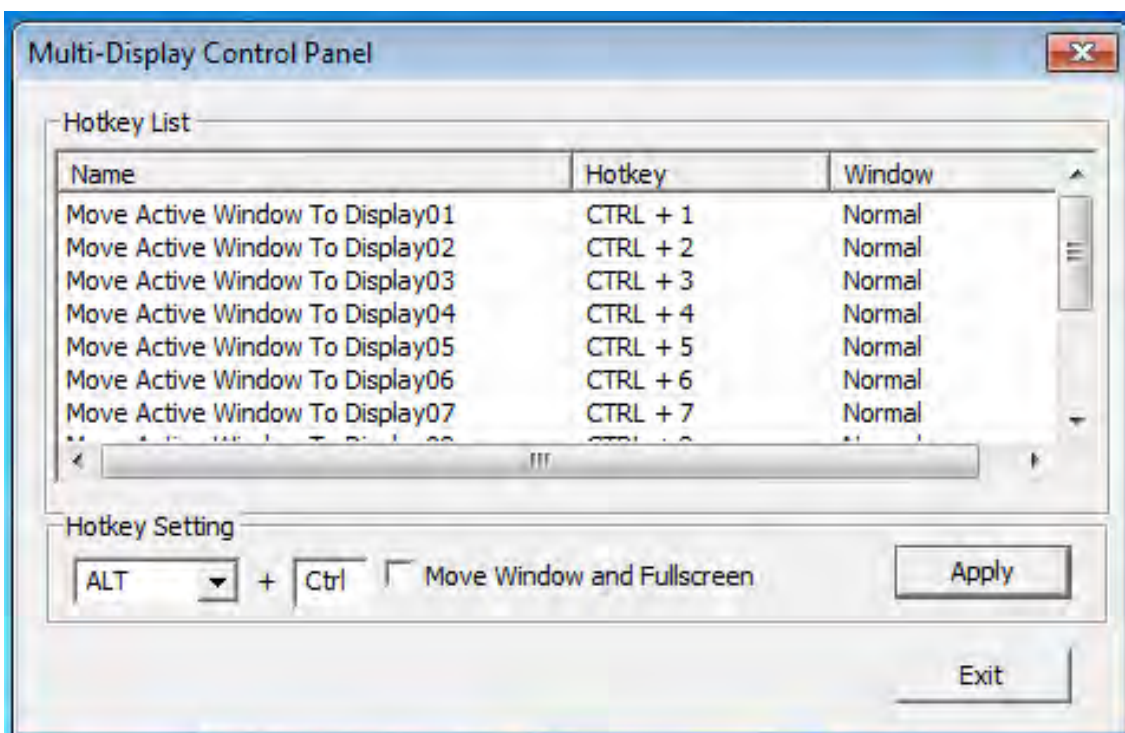 Multi-Display Control Panel
Hotkey List
Name Hotkey Window
Move Active Window To Display01 CTRL + 1 Normal
Move Active Window To Display02 CTRL + 2 Normal
Move Active Window To Display03 CTRL + 3 Normal
Move Active Window To Display04 CTRL + 4 Normal
Move Active Window To Display05 CTRL + 5 Normal
Move Active Window To Display06 CTRL + 6 Normal
Move Active Window To Display07 CTRL + 7 Normal
Hotkey Setting
ALT + Ctrl Move Window and Fullscreen Apply
Exit